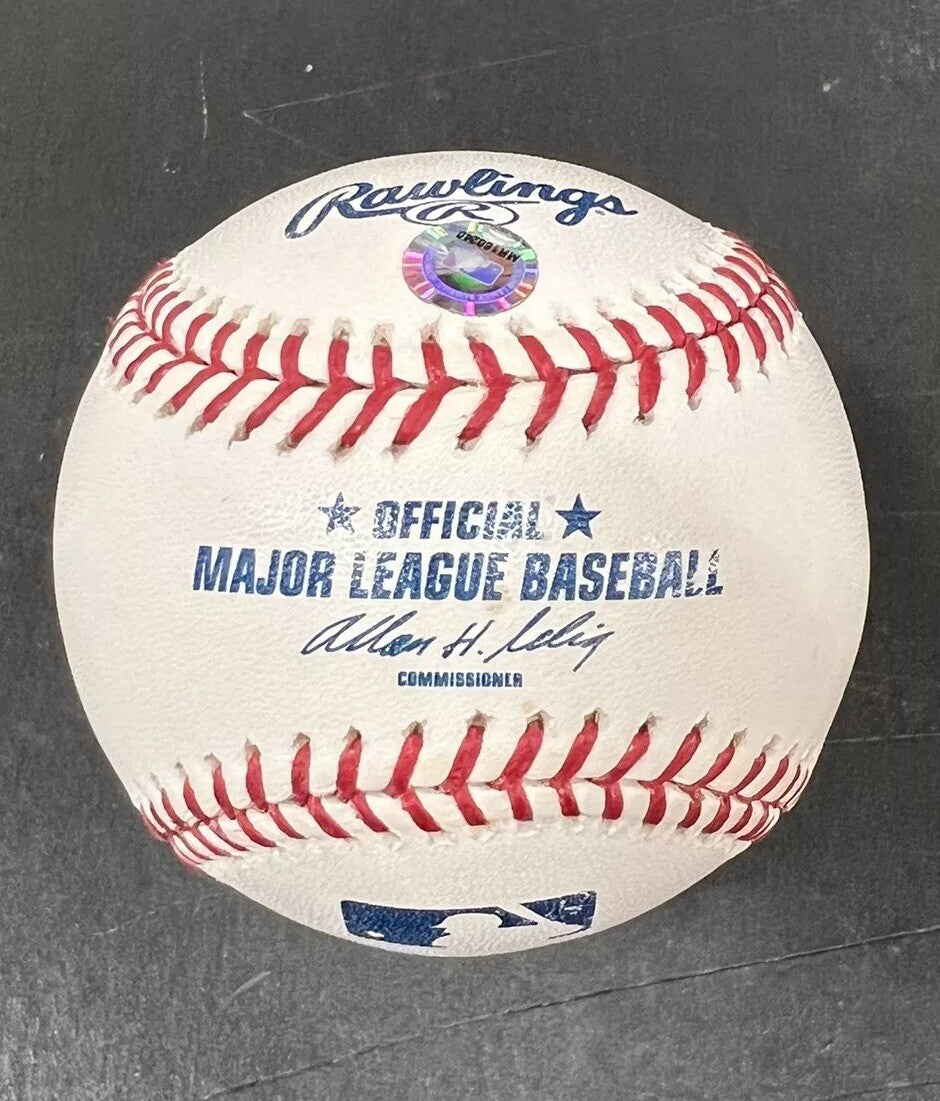 Rawlings
R
OFFICIAL
MAJOR LEAGUE BASEBALL
Allan H. Selig
COMMISSIONER